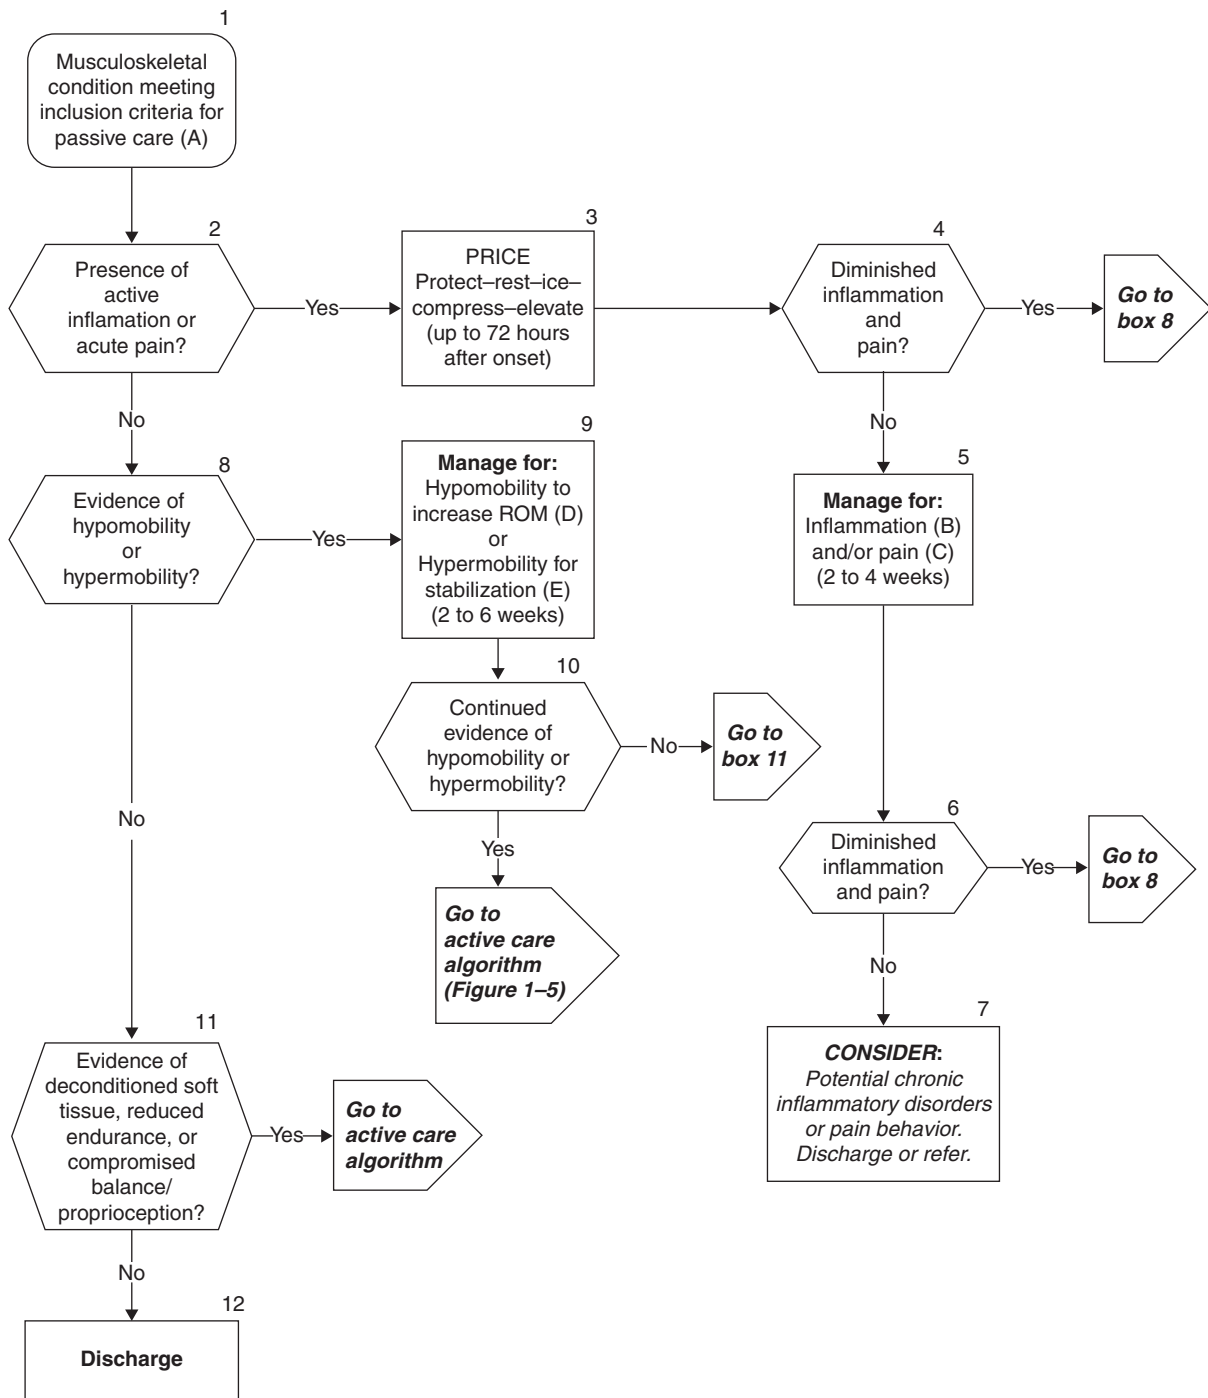 1
Musculoskeletal
condition meeting
inclusion criteria for
passive care (A)
2
Presence of
active
inflamation or
acute pain?
Yes
3
PRICE
Protect–rest–ice–
compress–elevate
(up to 72 hours
after onset)
4
Diminished
inflammation
and
pain?
Yes
Go to
box 8
No
No
5
Manage for:
Inflammation (B)
and/or pain (C)
(2 to 4 weeks)
8
Evidence of
hypomobility
or
hypermobility?
Yes
9
Manage for:
Hypomobility to
increase ROM (D)
or
Hypermobility for
stabilization (E)
(2 to 6 weeks)
10
Continued
evidence of
hypomobility or
hypermobility?
No
Go to
box 11
Yes
Go to
active care
algorithm
(Figure 1–5)
6
Diminished
inflammation
and pain?
Yes
Go to
box 8
No
7
CONSIDER:
Potential chronic
inflammatory disorders
or pain behavior.
Discharge or refer.
No
11
Evidence of
deconditioned soft
tissue, reduced
endurance, or
compromised
balance/
proprioception?
Yes
Go to
active care
algorithm
No
12
Discharge